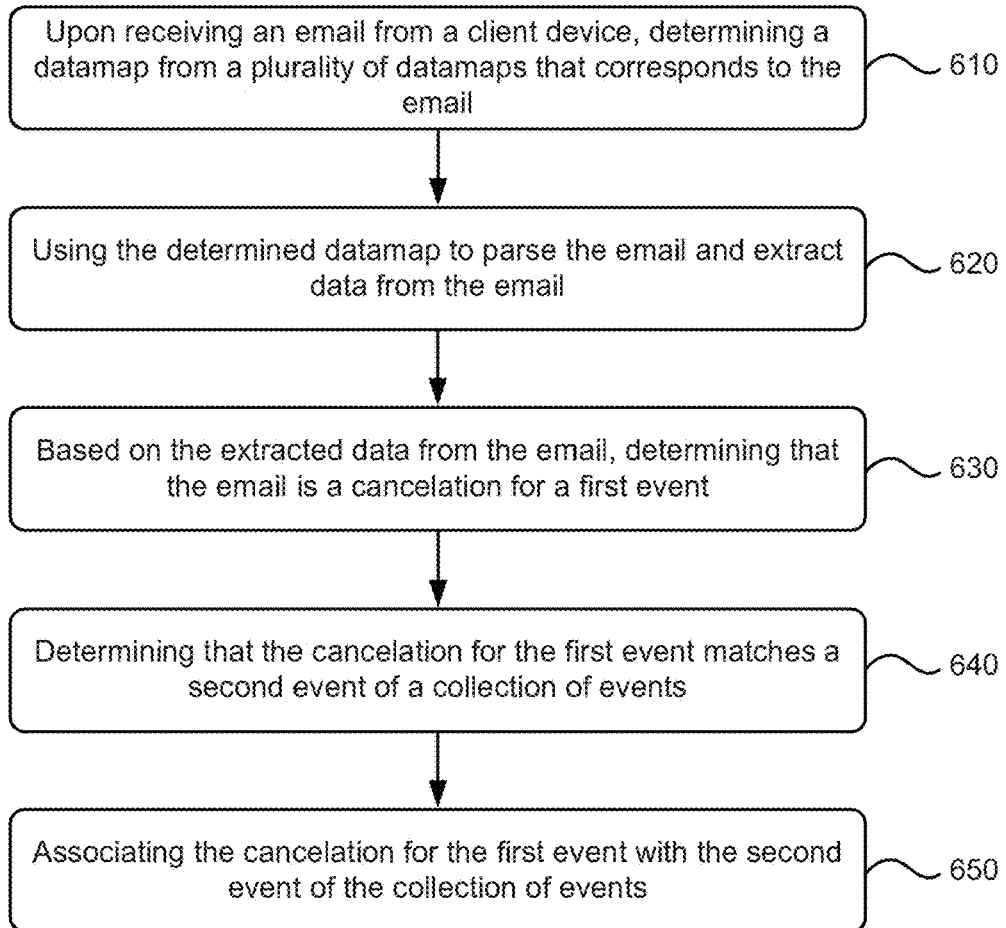 Upon receiving an email from a client device, determining a
datamap from a plurality of datamaps that corresponds to the
email
610
Using the determined datamap to parse the email and extract
data from the email
620
Based on the extracted data from the email, determining that
the email is a cancelation for a first event
630
Determining that the cancelation for the first event matches a
second event of a collection of events
640
Associating the cancelation for the first event with the second
event of the collection of events
650